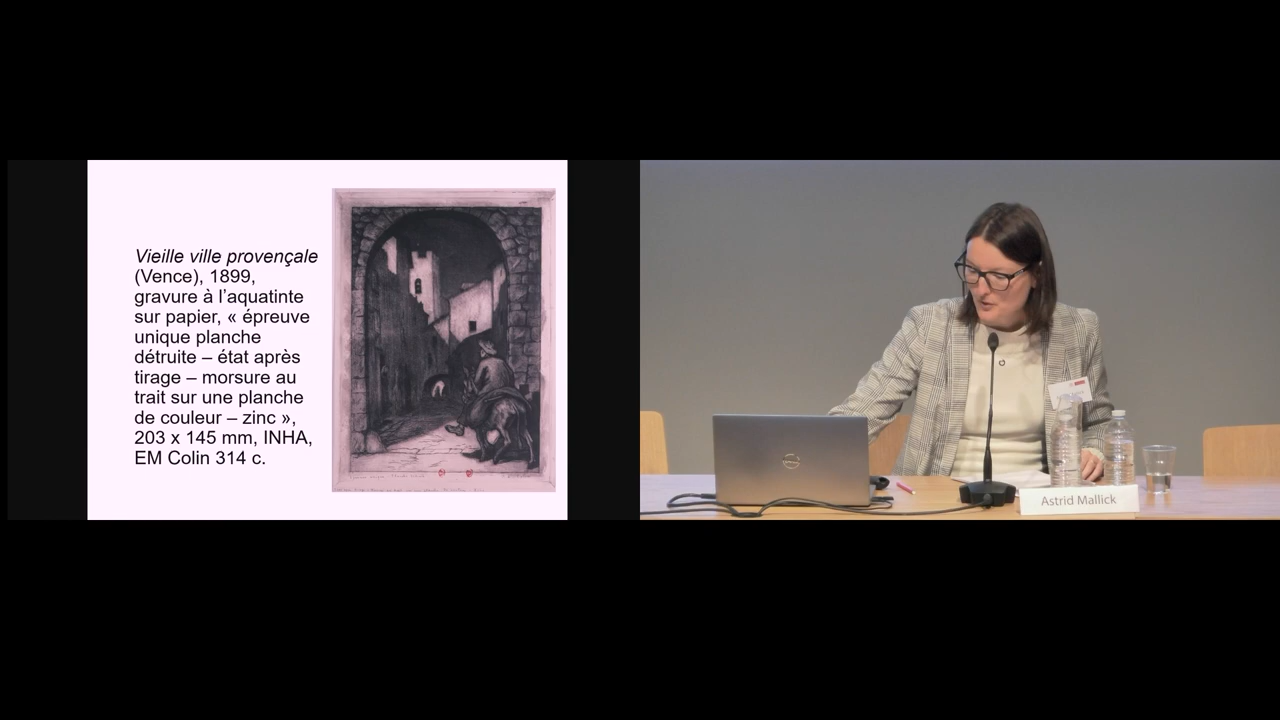 Vieille ville provençale
(Vence), 1899,
gravure à l’aquatinte
sur papier, « épreuve
unique planche
détruite – état après
tirage – morsure au
trait sur une planche
de couleur – zinc »,
203 x 145 mm, INHA,
EM Colin 314 c.
Astrid Mallick